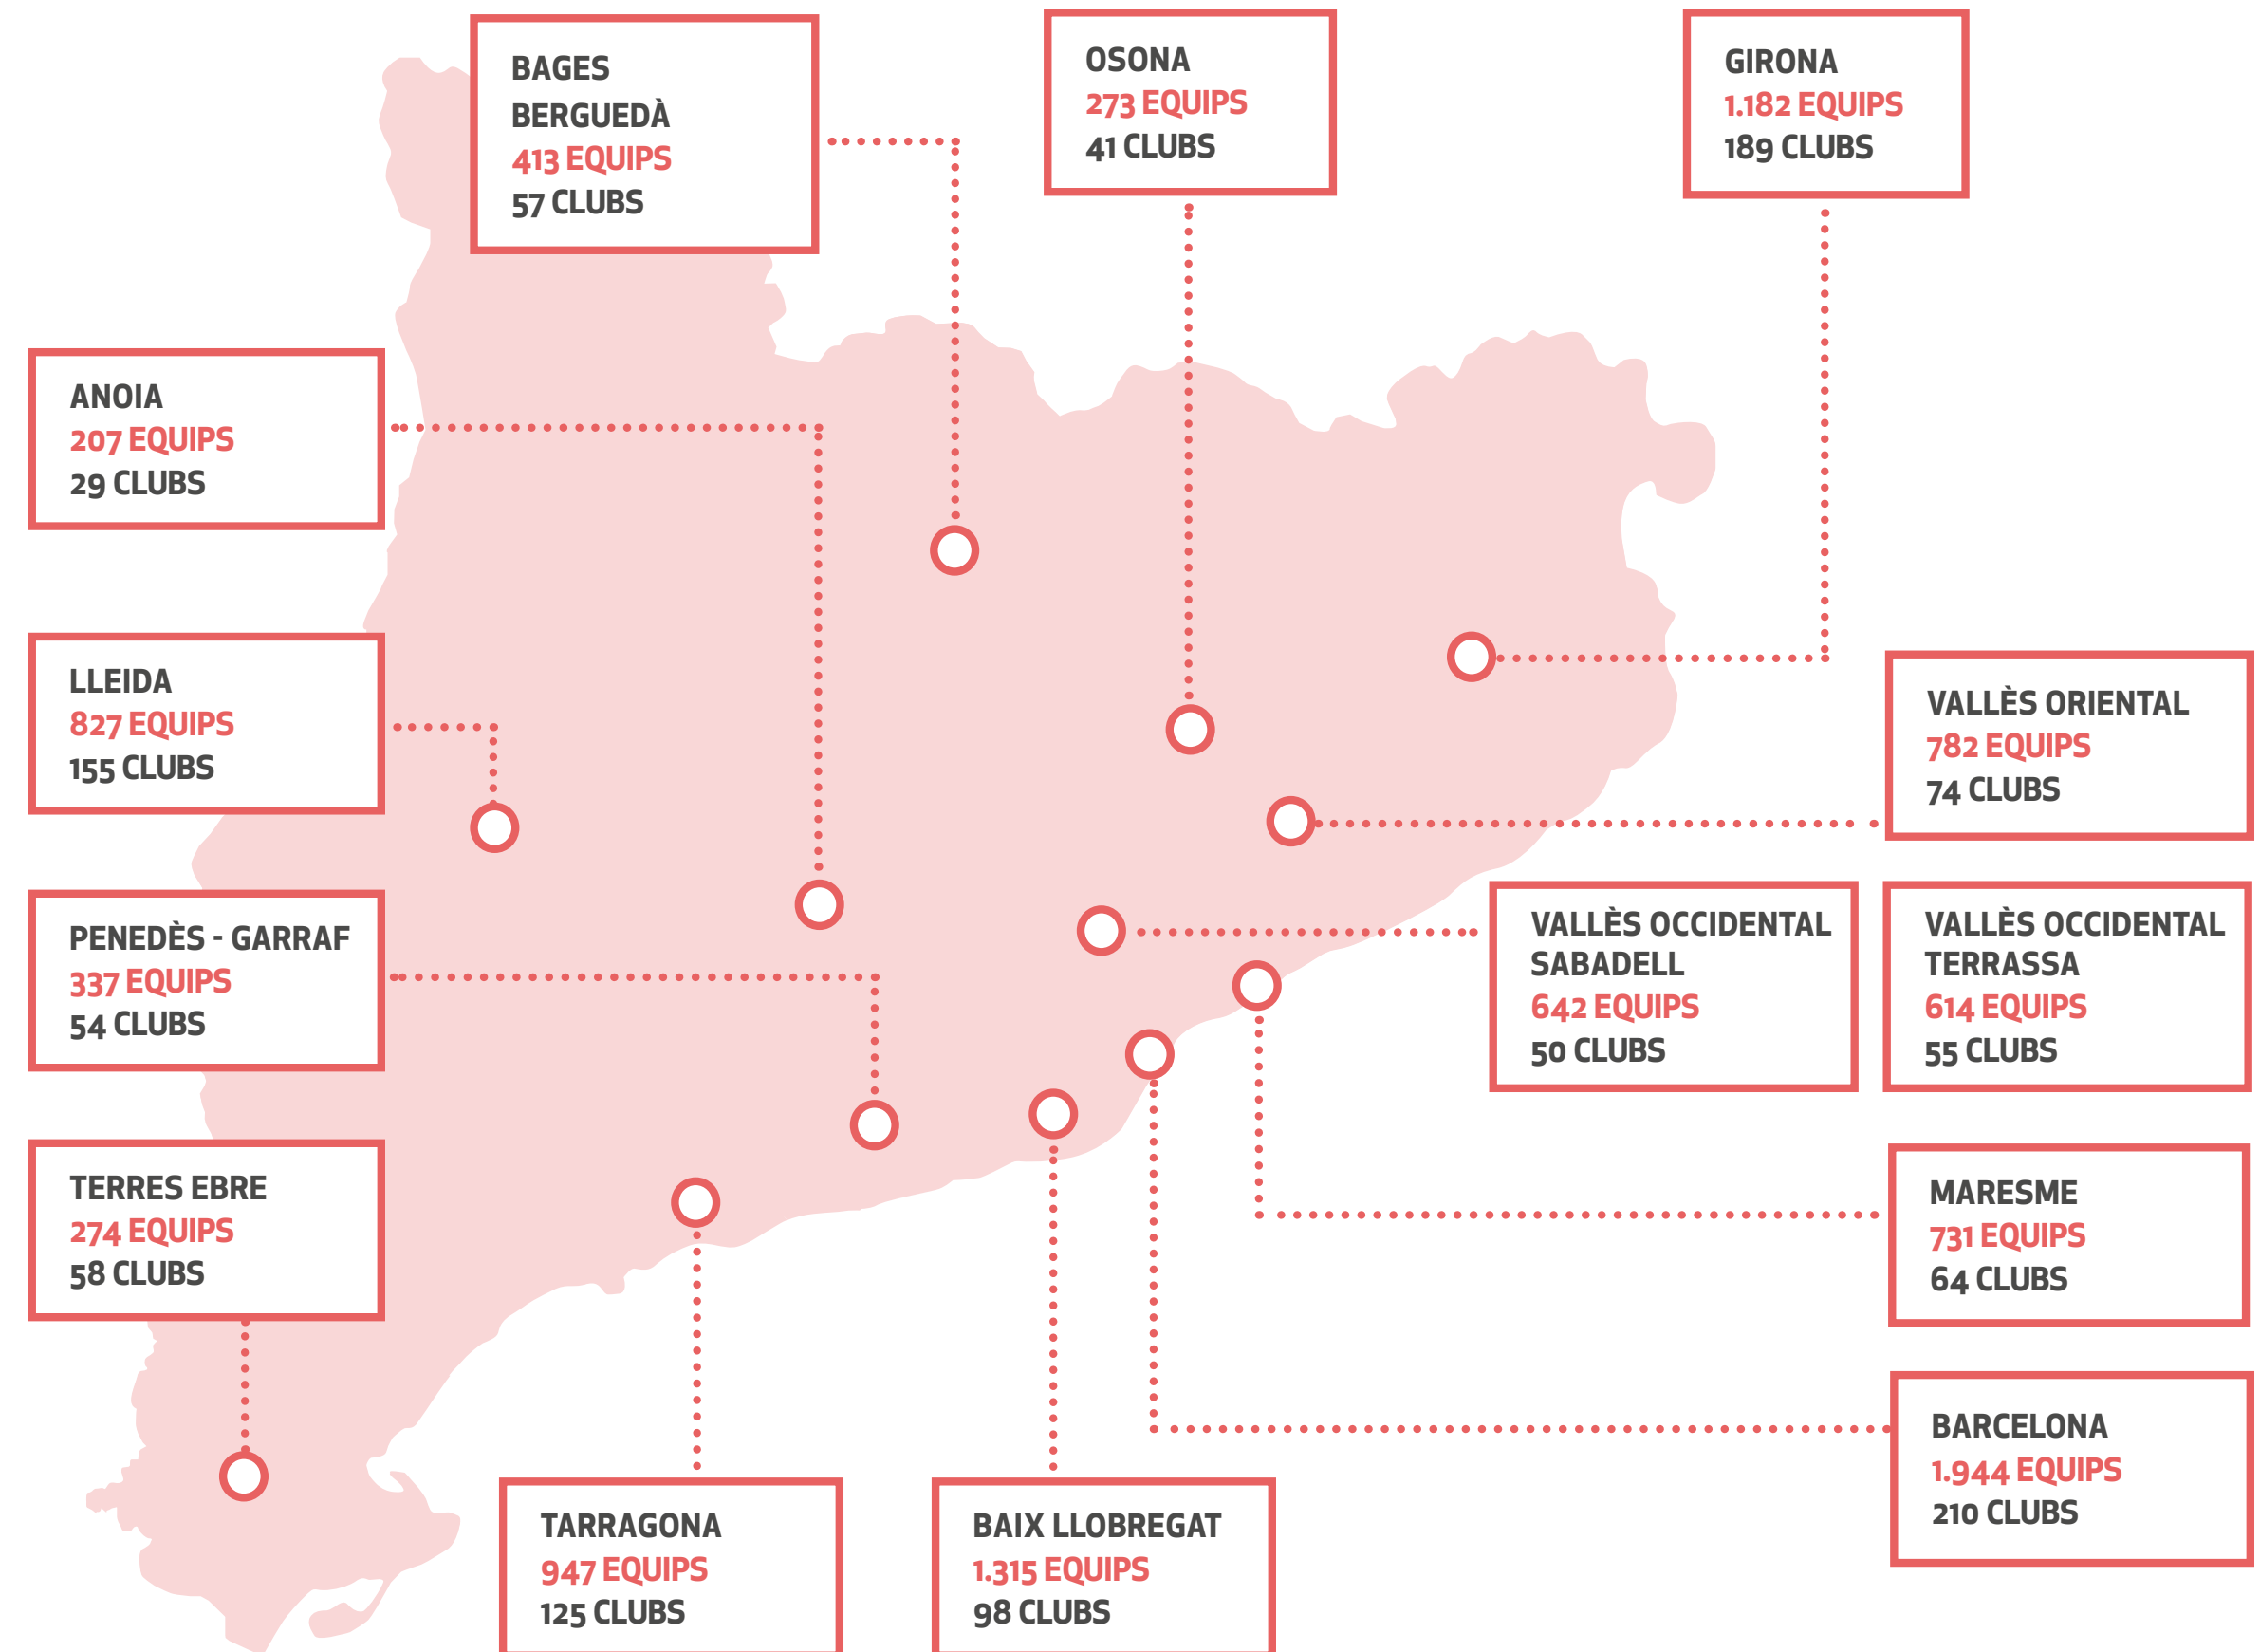 BAGES
BERGUEDÀ
413 EQUIPS
57 CLUBS
OSONA
273 EQUIPS
41 CLUBS
GIRONA
1.182 EQUIPS
189 CLUBS
ANOIA
207 EQUIPS
29 CLUBS
LLEIDA
827 EQUIPS
155 CLUBS
VALLÈS ORIENTAL
782 EQUIPS
74 CLUBS
PENEDÈS - GARRAF
337 EQUIPS
54 CLUBS
VALLÈS OCCIDENTAL
SABADELL
642 EQUIPS
50 CLUBS
VALLÈS OCCIDENTAL
TERRASSA
614 EQUIPS
55 CLUBS
TERRES EBRE
274 EQUIPS
58 CLUBS
MARESME
731 EQUIPS
64 CLUBS
BARCELONA
1.944 EQUIPS
210 CLUBS
TARRAGONA
947 EQUIPS
125 CLUBS
BAIX LLOBREGAT
1.315 EQUIPS
98 CLUBS